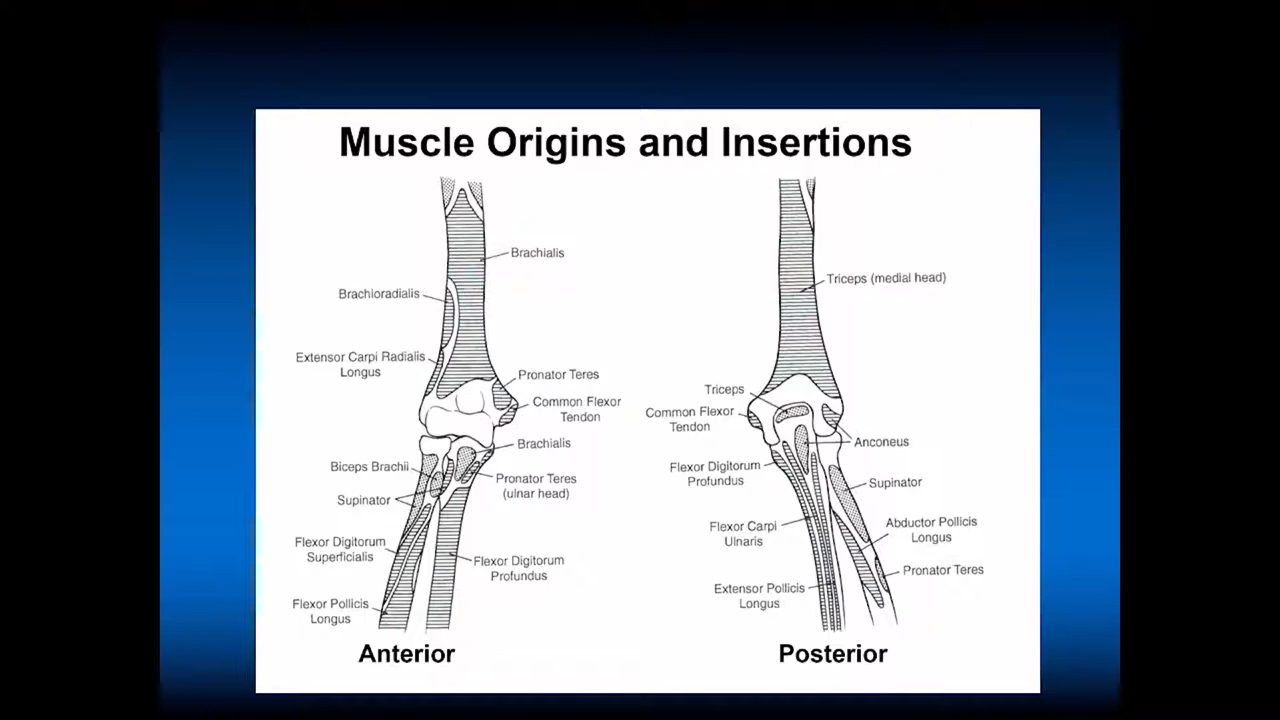 Muscle Origins and Insertions
Brachialis
Brachioradialis
Extensor Carpi Radialis
Longus
Pronator Teres
Common Flexor
Tendon
Brachialis
Biceps Brachii
Pronator Teres
(ulnar head)
Supinator
Flexor Digitorum
Superficialis
Flexor Digitorum
Profundus
Flexor Pollicis
Longus
Anterior
Triceps (medial head)
Triceps
Common Flexor
Tendon
Anconeus
Flexor Digitorum
Profundus
Supinator
Flexor Carpi
Ulnaris
Abductor Pollicis
Longus
Pronator Teres
Extensor Pollicis
Longus
Posterior